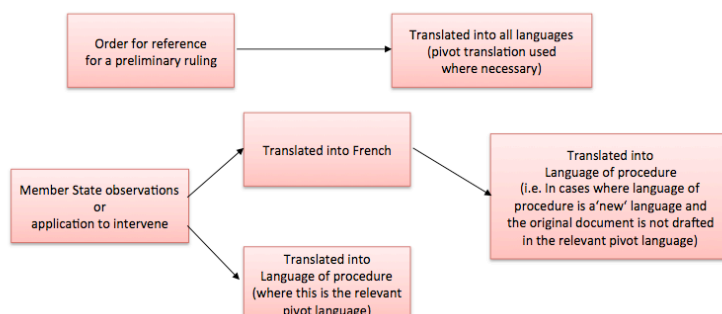 Order for reference
for a preliminary ruling
Translated into all languages
(pivot translation used
where necessary)
Translated into French
Member State observations
or
application to intervene
Translated into
Language of procedure
(i.e. In cases where language of
procedure is a‘new’ language and
the original document is not drafted
in the relevant pivot language)
Translated into
Language of procedure
(where this is the relevant
pivot language)